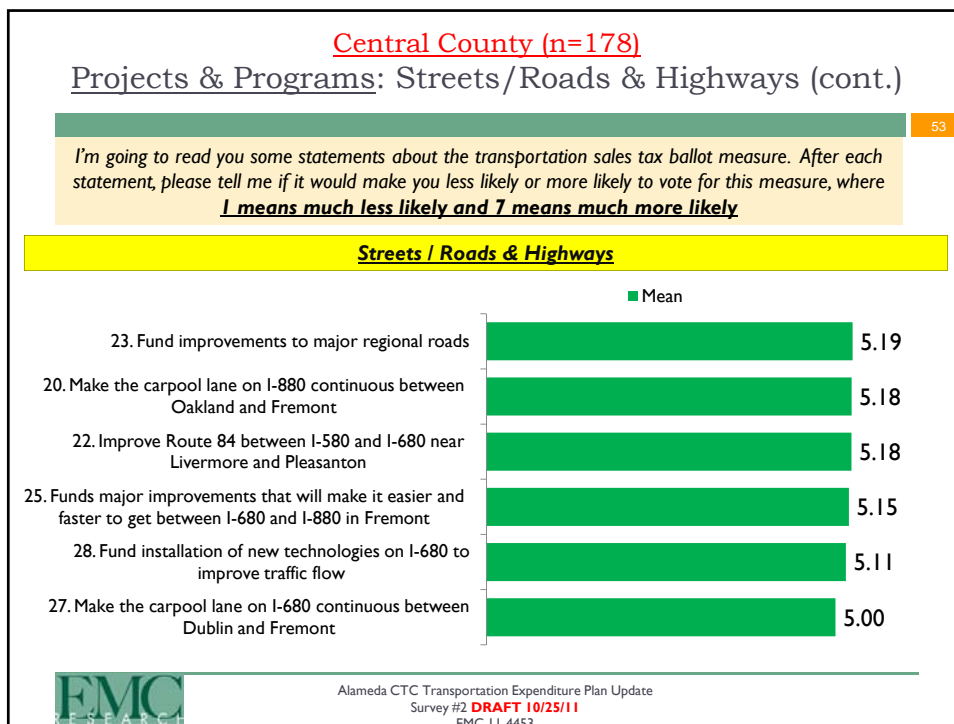 Central County (n=178)
Projects & Programs: Streets/Roads & Highways (cont.)
53
I'm going to read you some statements about the transportation sales tax ballot measure. After each
statement, please tell me if it would make you less likely or more likely to vote for this measure, where
1 means much less likely and 7 means much more likely
Streets / Roads & Highways
Mean
23. Fund improvements to major regional roads
5.19
20. Make the carpool lane on I-880 continuous between
Oakland and Fremont
5.18
22. Improve Route 84 between I-580 and I-680 near
Livermore and Pleasanton
5.18
25. Funds major improvements that will make it easier and
faster to get between I-680 and I-880 in Fremont
5.15
28. Fund installation of new technologies on I-680 to
improve traffic flow
5.11
27. Make the carpool lane on I-680 continuous between
Dublin and Fremont
5.00
EMC
RESEARCH
Alameda CTC Transportation Expenditure Plan Update
Survey #2 DRAFT 10/25/11
EMC 11-4453